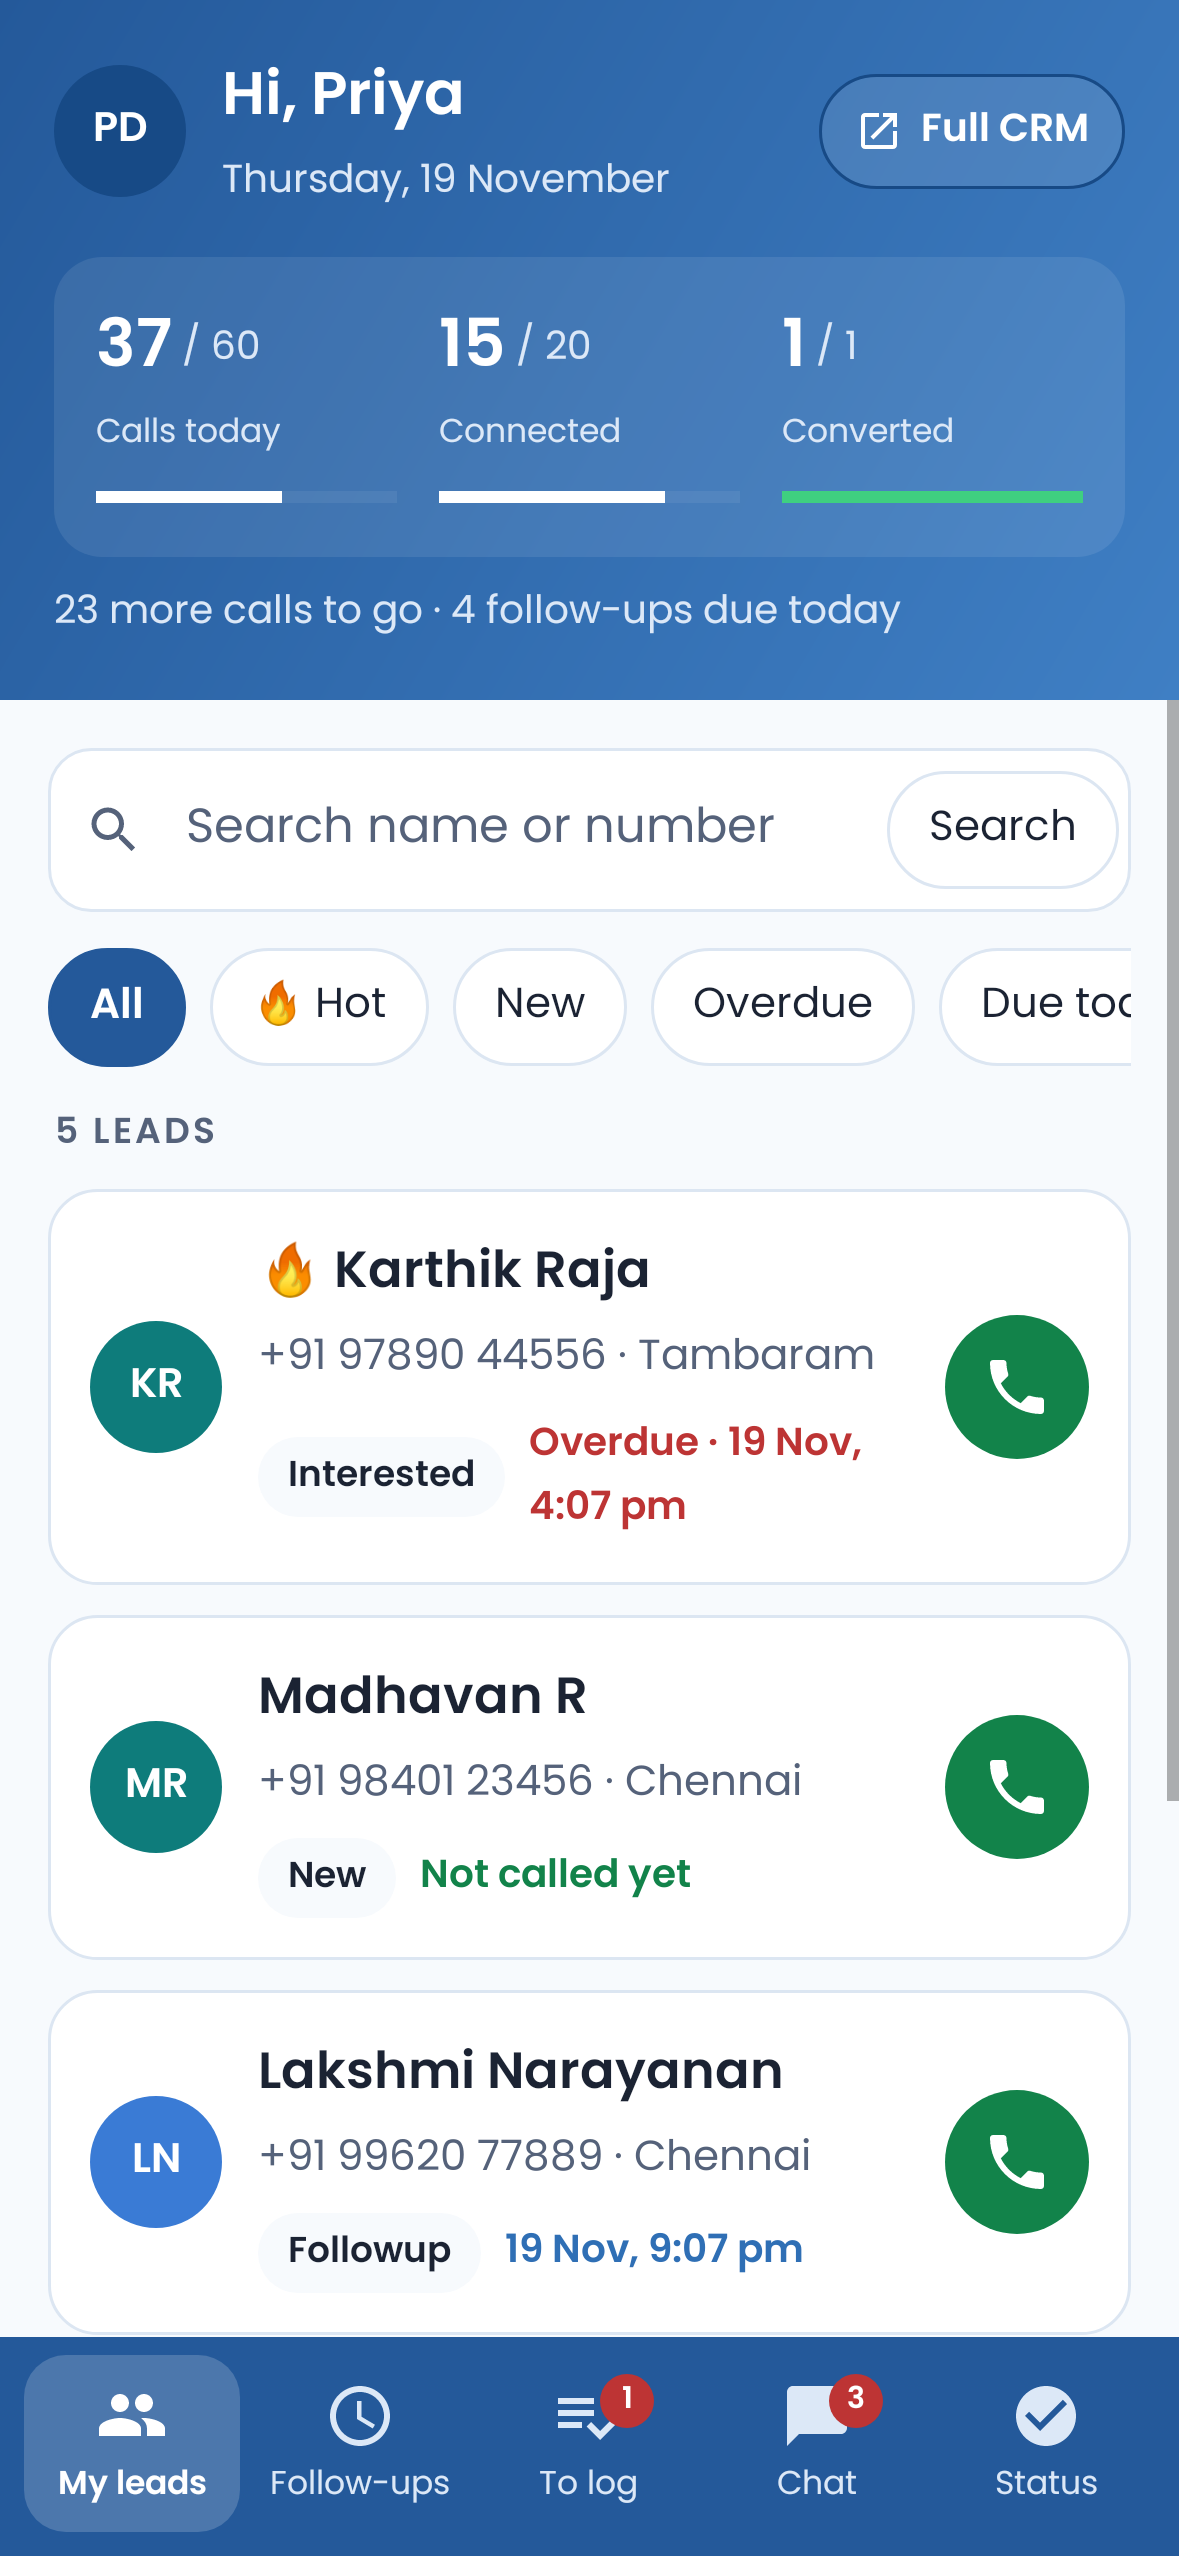 PD
Hi, Priya
Thursday, 19 November
Full CRM
37 / 60
Calls today
15 / 20
Connected
1 / 1
Converted
23 more calls to go · 4 follow-ups due today
Search name or number
Search
All
🔥 Hot
New
Overdue
Due
5 LEADS
KR
🔥 Karthik Raja
+91 97890 44556 · Tambaram
Interested
Overdue · 19 Nov,
4:07 pm
MR
Madhavan R
+91 98401 23456 · Chennai
New
Not called yet
LN
Lakshmi Narayanan
+91 99620 77889 · Chennai
Followup
19 Nov, 9:07 pm
My leads
Follow-ups
1
To log
3
Chat
Status